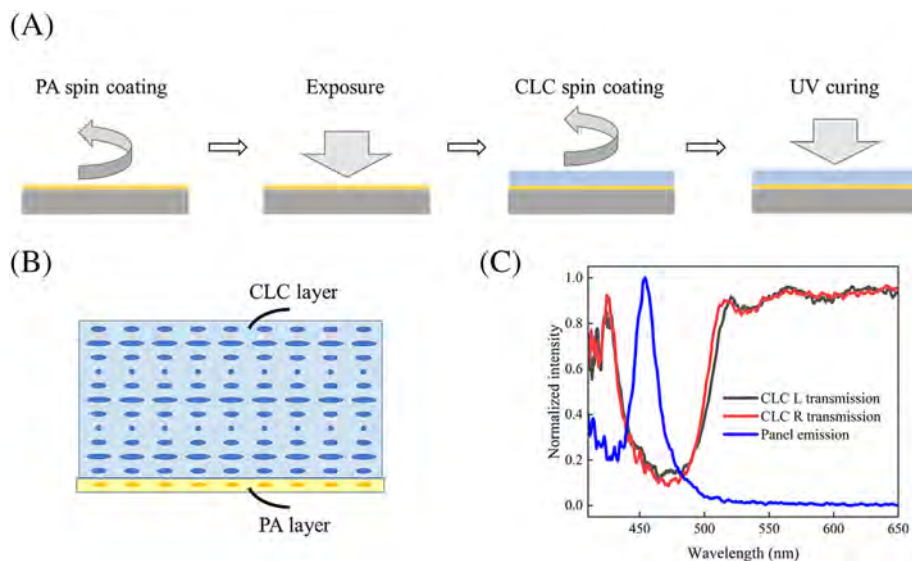 (A)
PA spin coating
Exposure
CLC spin coating
UV curing
(B)
CLC layer
PA layer
(C)
Normalized intensity
1.0
0.8
0.6
0.4
0.2
0.0
CLC L transmission
CLC R transmission
Panel emission
450 500 550 600 650
Wavelength (nm)